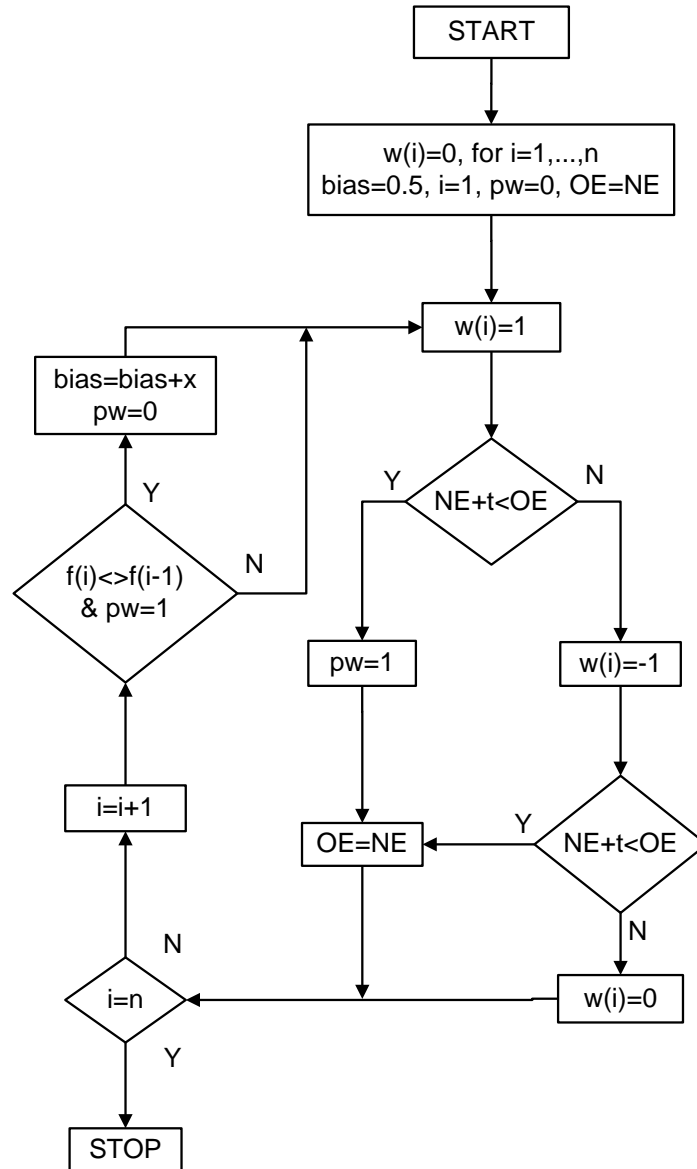 START
w(i)=0, for i=1,...,n
bias=0.5, i=1, pw=0, OE=NE
w(i)=1
bias=bias+x
pw=0
Y
N
NE+t<OE
Y
f(i)<>f(i-1)
& pw=1
N
pw=1
w(i)=-1
i=i+1
OE=NE
Y
NE+t<OE
N
N
i=n
w(i)=0
Y
STOP